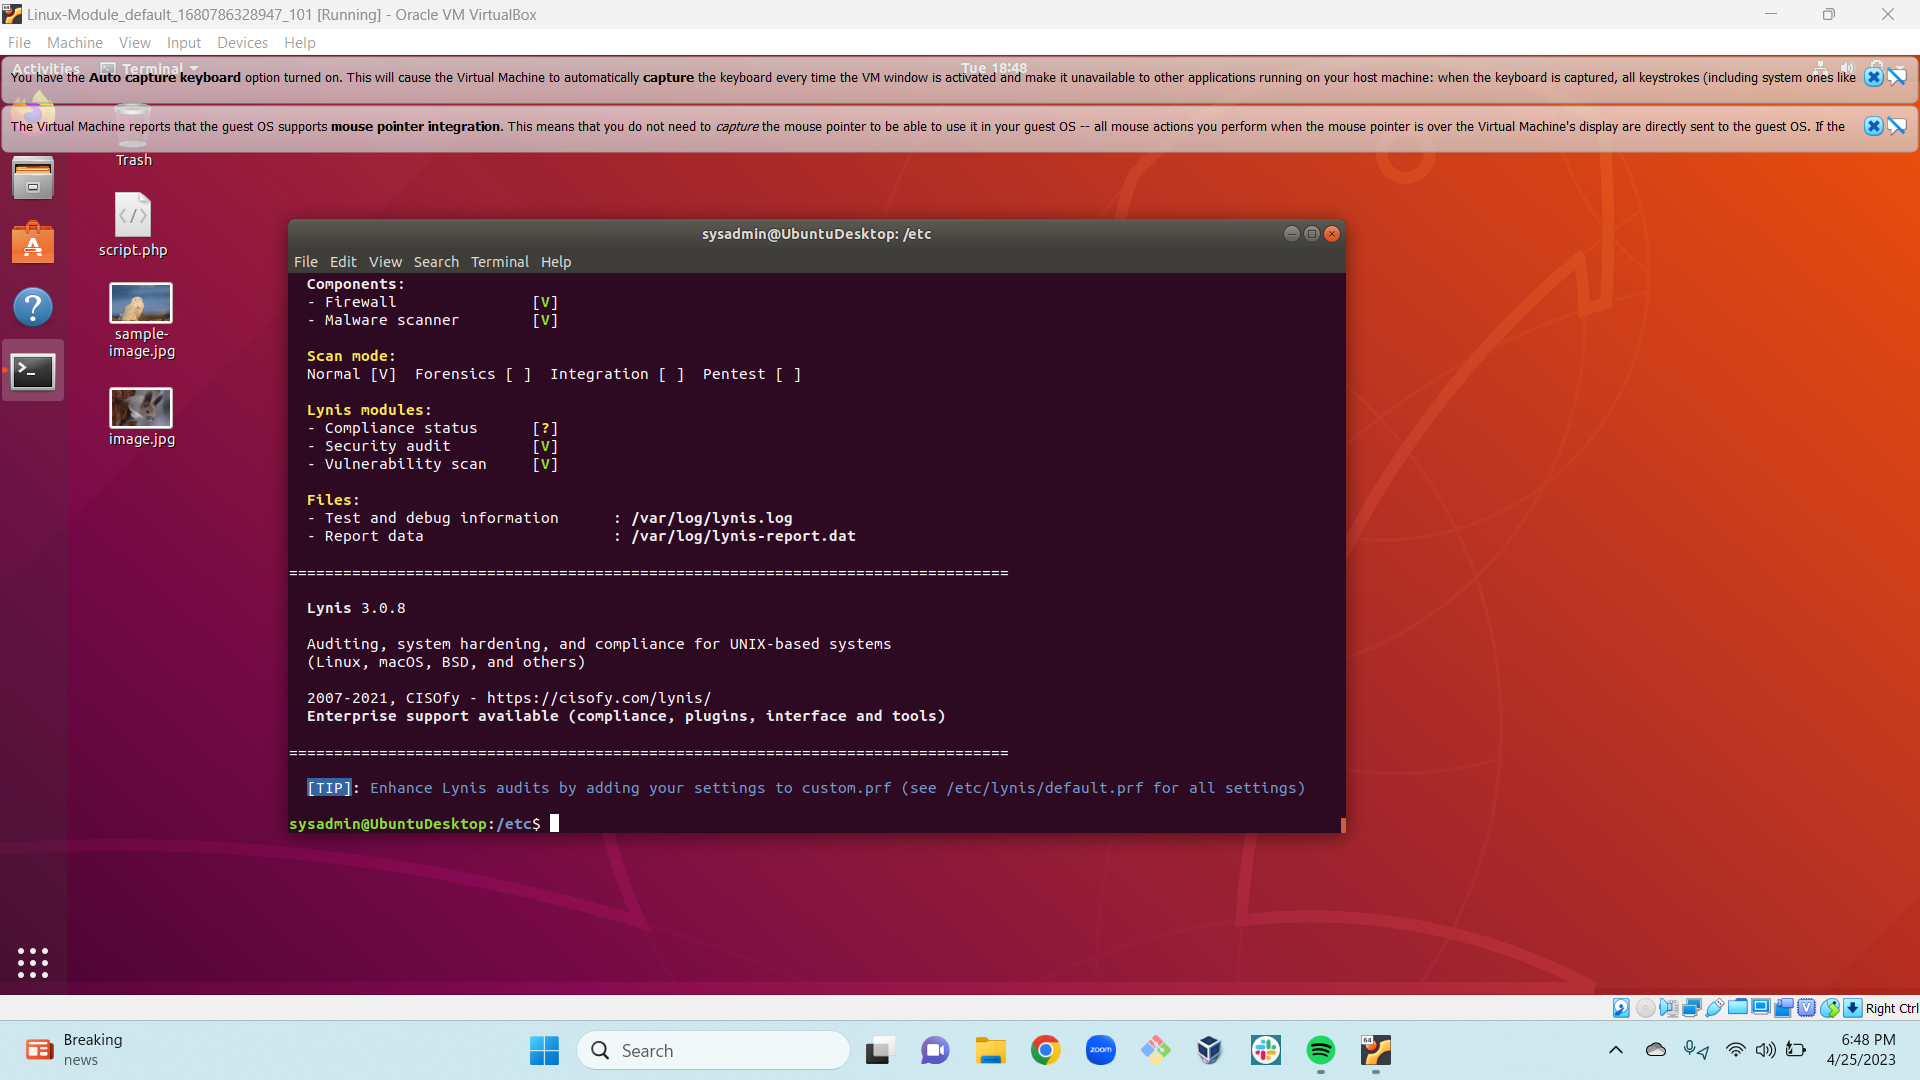 Linux-Module_default_1680786328947_101 [Running] - Oracle VM VirtualBox
File Machine View Input Devices Help
Activities Terminal Tue 18:48
You have the Auto capture keyboard option turned on. This will cause the Virtual Machine to automatically capture the keyboard every time the VM window is activated and make it unavailable to other applications running on your host machine: when the keyboard is captured, all keystrokes (including system ones like
The Virtual Machine reports that the guest OS supports mouse pointer integration. This means that you do not need to capture the mouse pointer to be able to use it in your guest OS -- all mouse actions you perform when the mouse pointer is over the Virtual Machine's display are directly sent to the guest OS. If the
Trash
script.php
sample-
image.jpg
image.jpg
sysadmin@UbuntuDesktop: /etc
File Edit View Search Terminal Help
Components:
- Firewall [V]
- Malware scanner [V]
Scan mode:
Normal [V] Forensics [ ] Integration [ ] Pentest [ ]
Lynis modules:
- Compliance status [?]
- Security audit [V]
- Vulnerability scan [V]
Files:
- Test and debug information : /var/log/lynis.log
- Report data : /var/log/lynis-report.dat
================================================================================
Lynis 3.0.8
Auditing, system hardening, and compliance for UNIX-based systems
(Linux, macOS, BSD, and others)
2007-2021, CISOfy - https://cisofy.com/lynis/
Enterprise support available (compliance, plugins, interface and tools)
================================================================================
[TIP]: Enhance Lynis audits by adding your settings to custom.prf (see /etc/lynis/default.prf for all settings)
sysadmin@UbuntuDesktop:/etc$
Right Ctrl
Breaking
news
Search
zoom
64
6:48 PM
4/25/2023